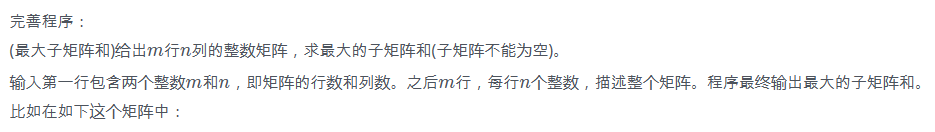 完善程序：
(最大子矩阵和)给出m行n列的整数矩阵，求最大的子矩阵和(子矩阵不能为空)。
输入第一行包含两个整数m和n，即矩阵的行数和列数。之后m行，每行n个整数，描述整个矩阵。程序最终输出最大的子矩阵和。
比如在如下这个矩阵中：